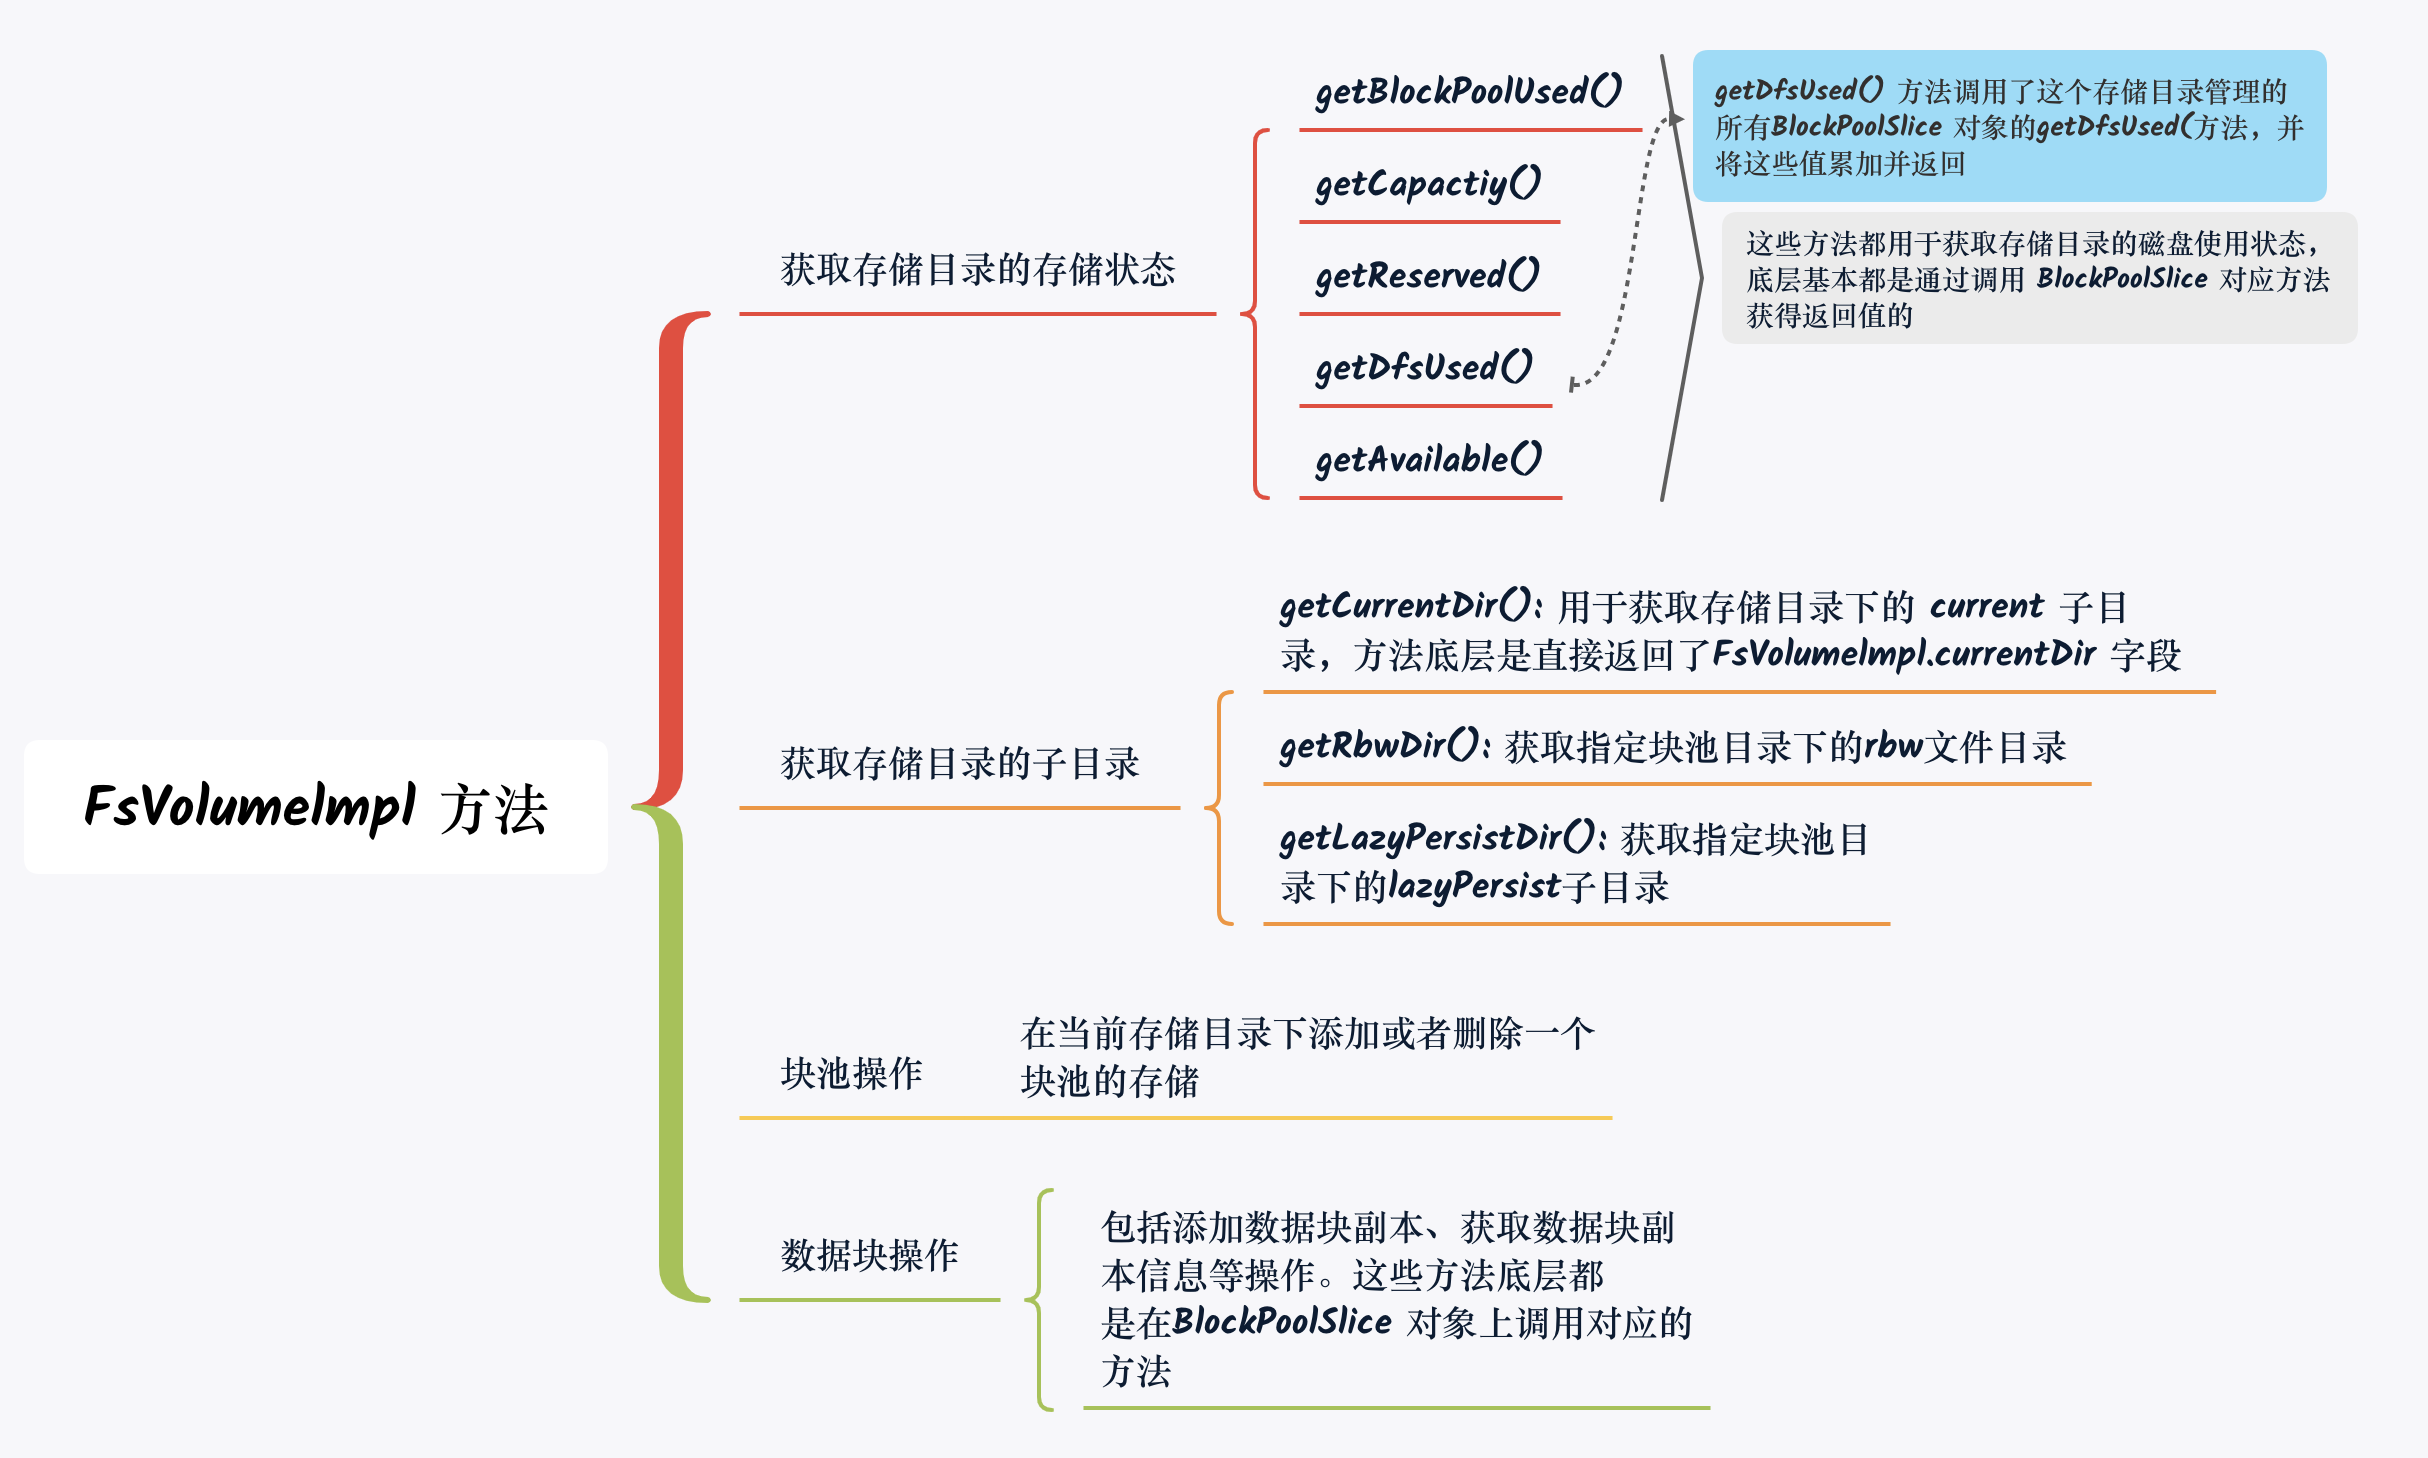 FsVolumeImpl 方法
获取存储目录的存储状态
getBlockPoolUsed()
getCapactiy()
getReserved()
getDfsUsed()
getAvailable()
getDfsUsed() 方法调用了这个存储目录管理的
所有BlockPoolSlice 对象的getDfsUsed(方法，并
将这些值累加并返回
这些方法都用于获取存储目录的磁盘使用状态，
底层基本都是通过调用 BlockPoolSlice 对应方法
获得返回值的
获取存储目录的子目录
getCurrentDir(): 用于获取存储目录下的 current 子目
录，方法底层是直接返回了FsVolumeImpl.currentDir 字段
getRbwDir(): 获取指定块池目录下的rbw文件目录
getLazyPersistDir(): 获取指定块池目
录下的lazyPersist子目录
块池操作
在当前存储目录下添加或者删除一个
块池的存储
数据块操作
包括添加数据块副本、获取数据块副
本信息等操作。这些方法底层都
是在BlockPoolSlice 对象上调用对应的
方法